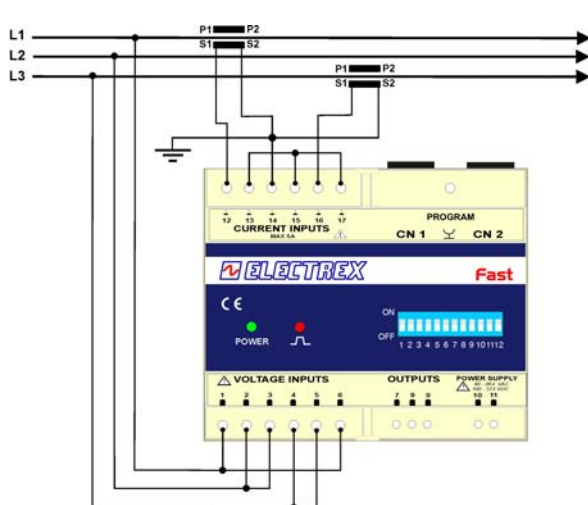 L1
P1 P2
S1 S2
L2
L3
P1 P2
S1 S2
12 13 14 15 16 17
CURRENT INPUTS
MAX 5A
PROGRAM
CN 1 CN 2
ELECTREX
Fast
CE
POWER
ON
OFF
1 2 3 4 5 6 7 8 9 10 11 12
VOLTAGE INPUTS
OUTPUTS
POWER SUPPLY
1 2 3 4 5 6
7 8 9
10 11